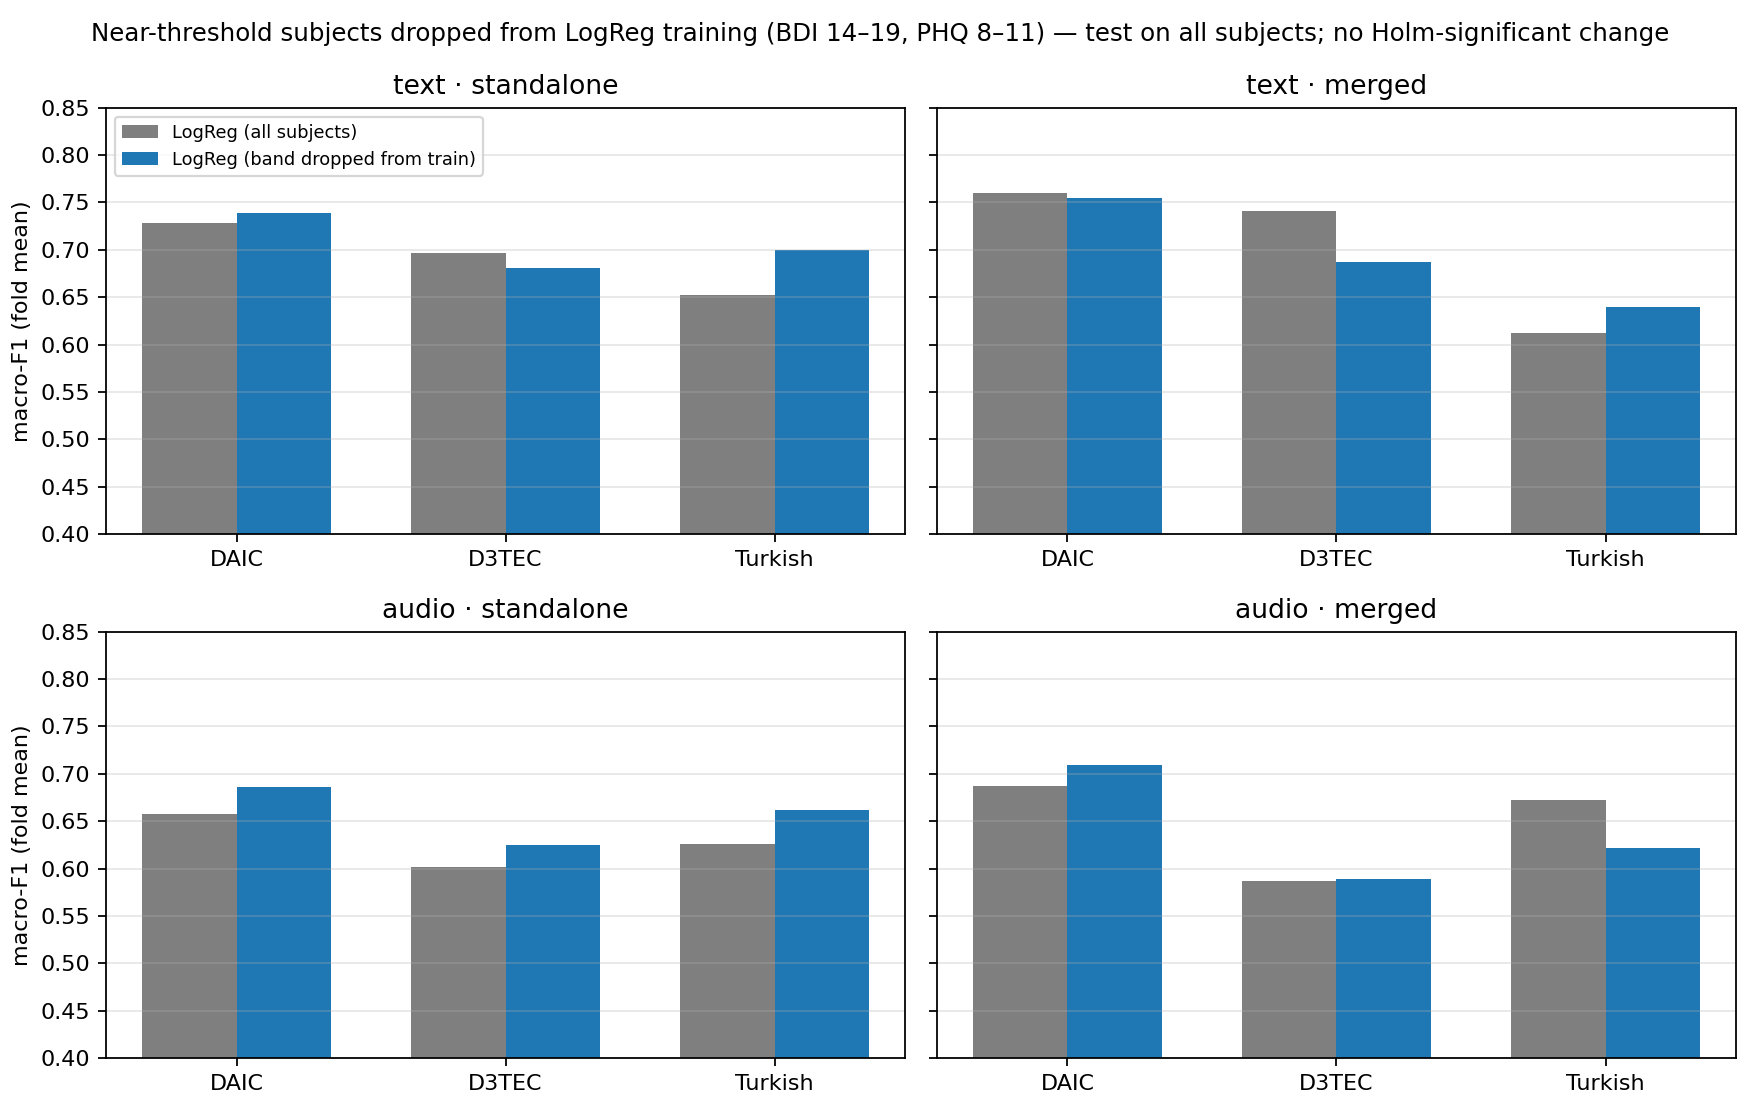 Near-threshold subjects dropped from LogReg training (BDI 14–19, PHQ 8–11) — test on all subjects; no Holm-significant change
text · standalone
text · merged
macro-F1 (fold mean)
0.85
0.80
0.75
0.70
0.65
0.60
0.55
0.50
0.45
0.40
LogReg (all subjects)
LogReg (band dropped from train)
DAIC
D3TEC
Turkish
DAIC
D3TEC
Turkish
audio · standalone
audio · merged
macro-F1 (fold mean)
0.85
0.80
0.75
0.70
0.65
0.60
0.55
0.50
0.45
0.40
DAIC
D3TEC
Turkish
DAIC
D3TEC
Turkish